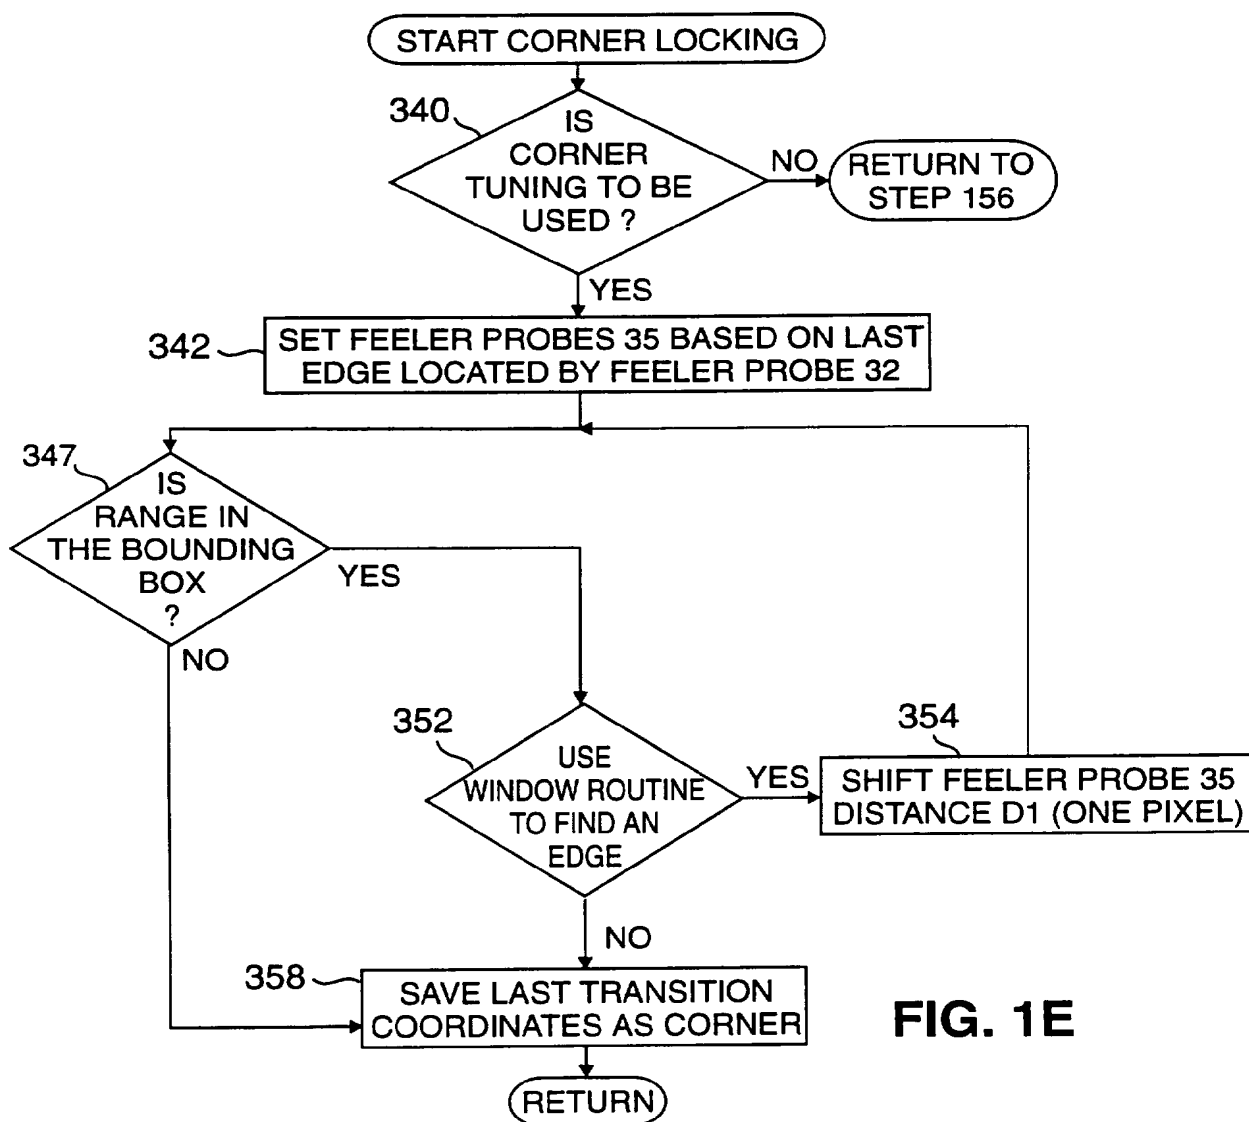 START CORNER LOCKING
340
IS
CORNER
TUNING TO BE
USED ?
NO
RETURN TO
STEP 156
YES
342
SET FEELER PROBES 35 BASED ON LAST
EDGE LOCATED BY FEELER PROBE 32
347
IS
RANGE IN
THE BOUNDING
BOX
?
YES
NO
352
USE
WINDOW ROUTINE
TO FIND AN
EDGE
YES
354
SHIFT FEELER PROBE 35
DISTANCE D1 (ONE PIXEL)
NO
358
SAVE LAST TRANSITION
COORDINATES AS CORNER
FIG. 1E
RETURN